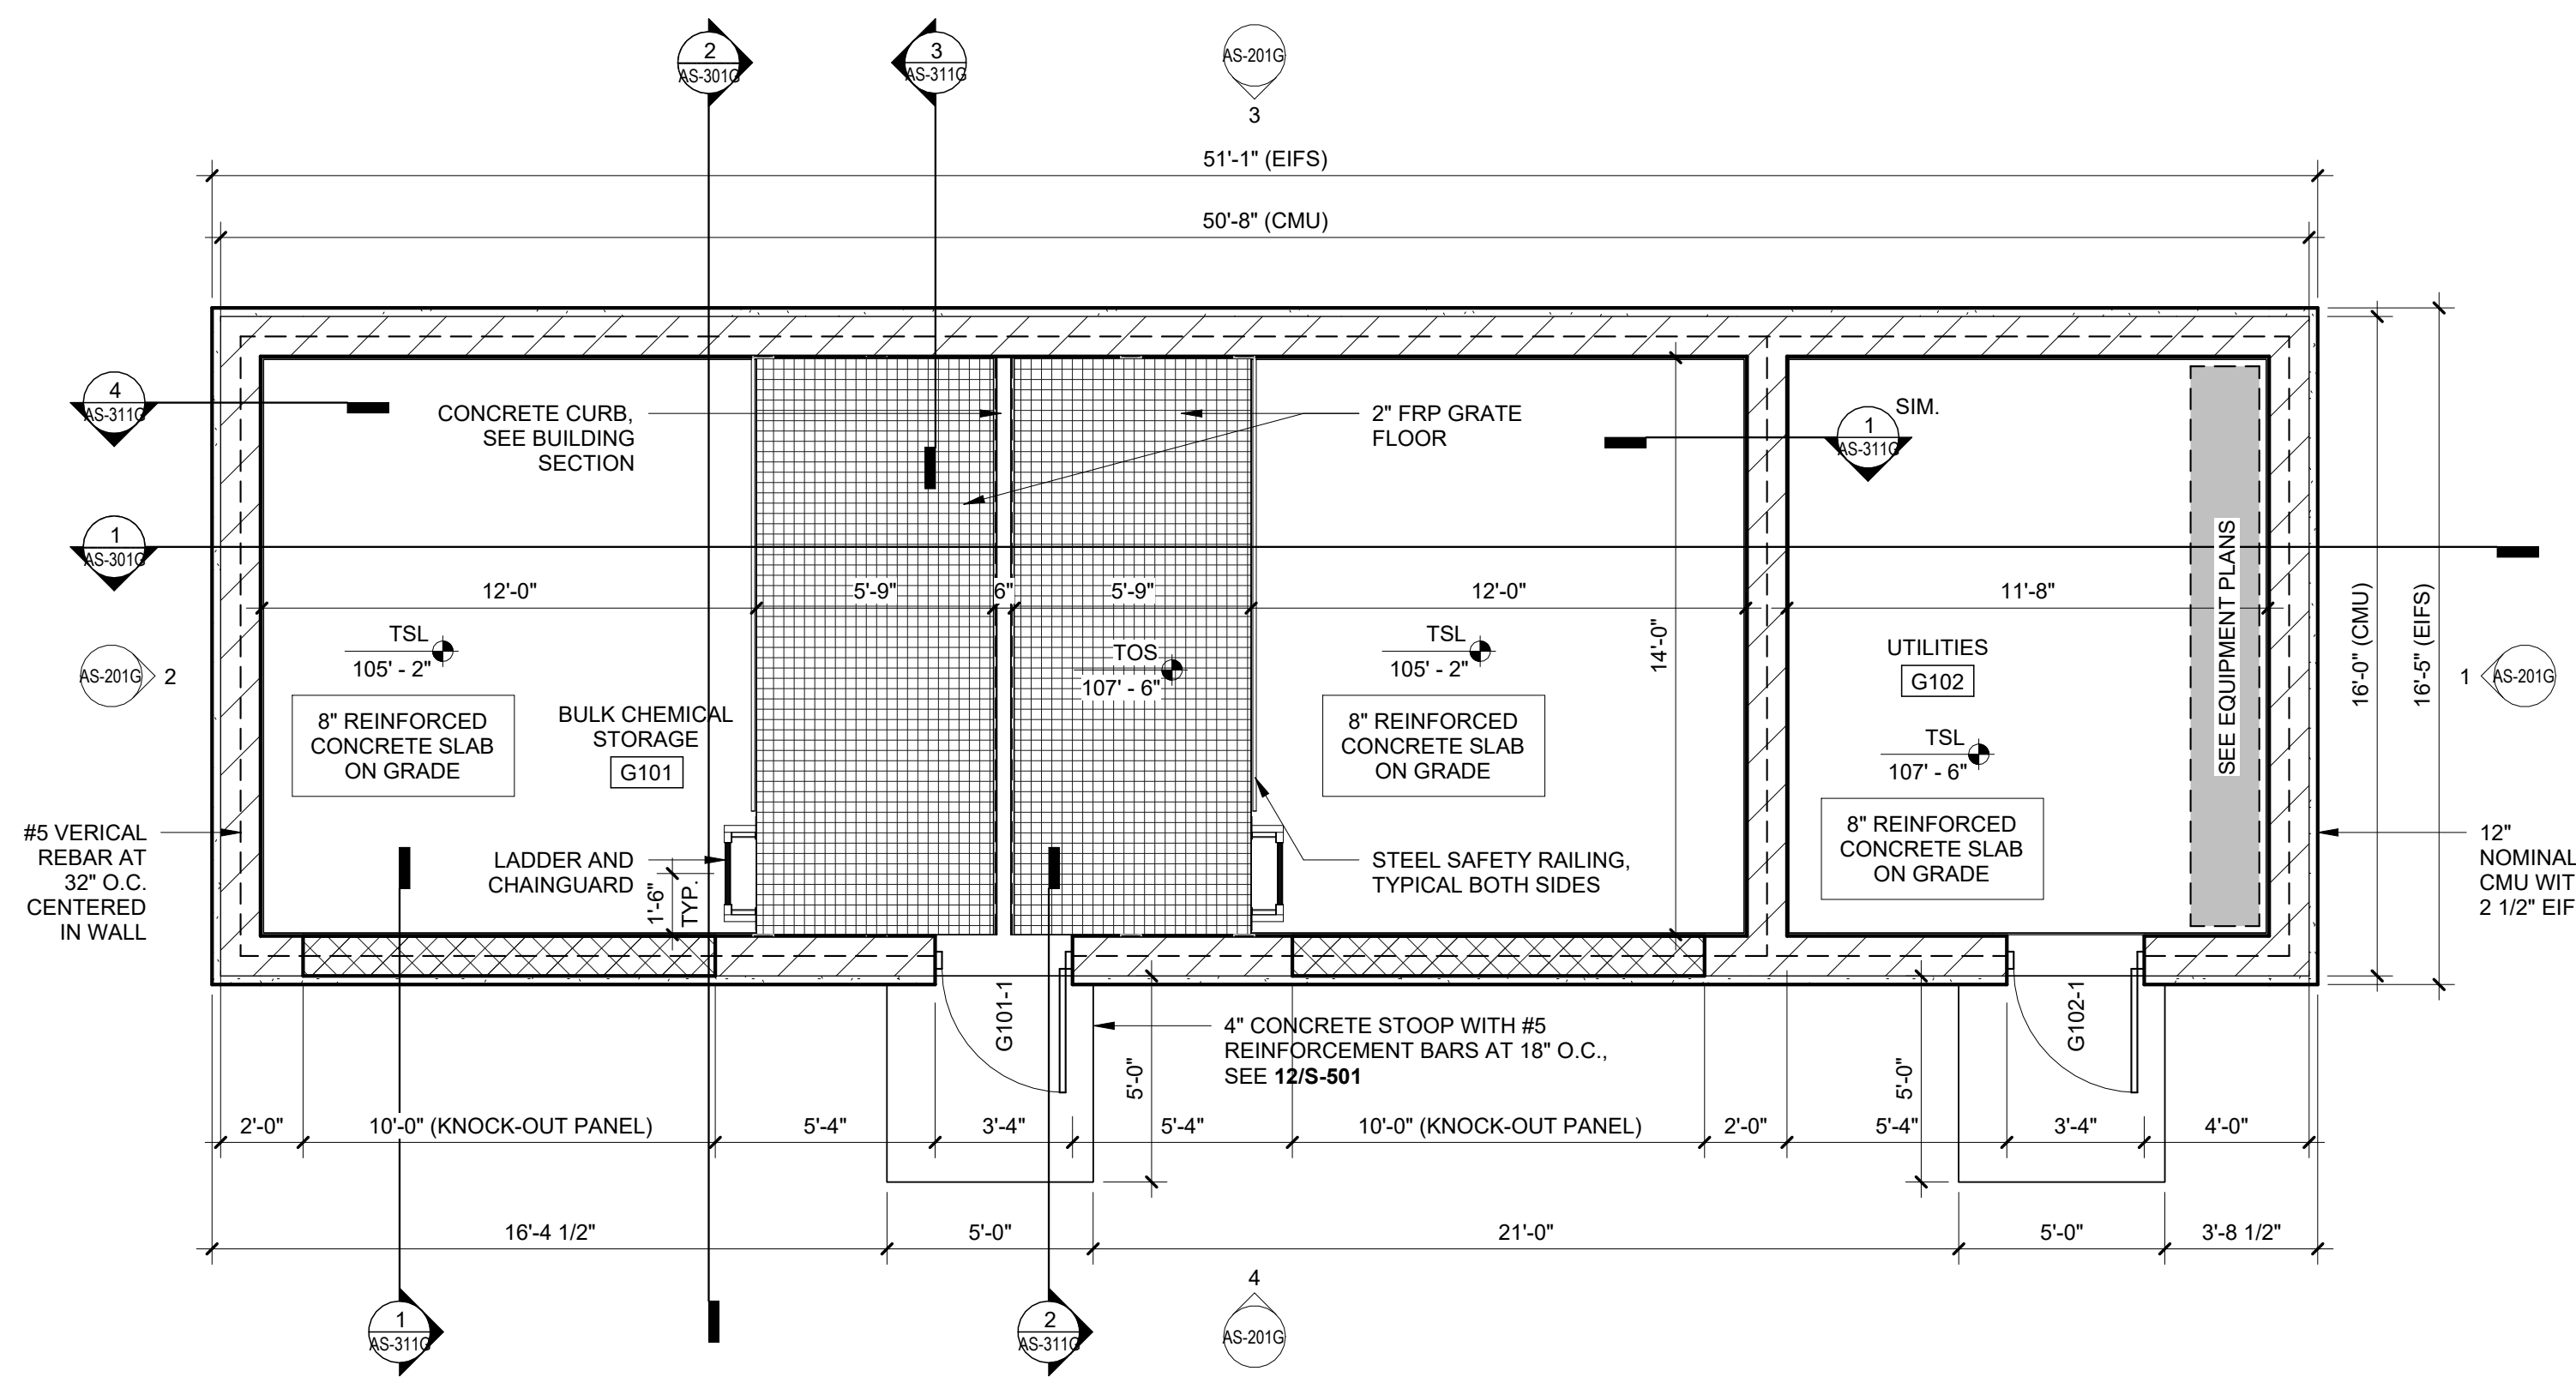 2
AS-301G
3
AS-311G
AS-201G
3
51'-1" (EIFS)
50'-8" (CMU)
4
AS-311G
CONCRETE CURB,
SEE BUILDING
SECTION
2" FRP GRATE
FLOOR
1
AS-311G
SIM.
1
AS-301G
12'-0"
5'-9"
6"
5'-9"
12'-0"
11'-8"
14'-0"
16'-0" (CMU)
16'-5" (EIFS)
SEE EQUIPMENT PLANS
AS-201G
2
TSL
105' - 2"
TOS
107' - 6"
TSL
105' - 2"
UTILITIES
G102
1
AS-201G
8" REINFORCED
CONCRETE SLAB
ON GRADE
BULK CHEMICAL
STORAGE
G101
8" REINFORCED
CONCRETE SLAB
ON GRADE
TSL
107' - 6"
8" REINFORCED
CONCRETE SLAB
ON GRADE
#5 VERICAL
REBAR AT
32" O.C.
CENTERED
IN WALL
LADDER AND
CHAINGUARD
1'-6"
TYP.
STEEL SAFETY RAILING,
TYPICAL BOTH SIDES
12"
NOMINAL
CMU WIT
2 1/2" EIF
G101-1
4" CONCRETE STOOP WITH #5
REINFORCEMENT BARS AT 18" O.C.,
SEE 12/S-501
G102-1
5'-0"
5'-0"
2'-0"
10'-0" (KNOCK-OUT PANEL)
5'-4"
3'-4"
5'-4"
10'-0" (KNOCK-OUT PANEL)
2'-0"
5'-4"
3'-4"
4'-0"
16'-4 1/2"
5'-0"
21'-0"
5'-0"
3'-8 1/2"
1
AS-311G
2
AS-311G
4
AS-201G